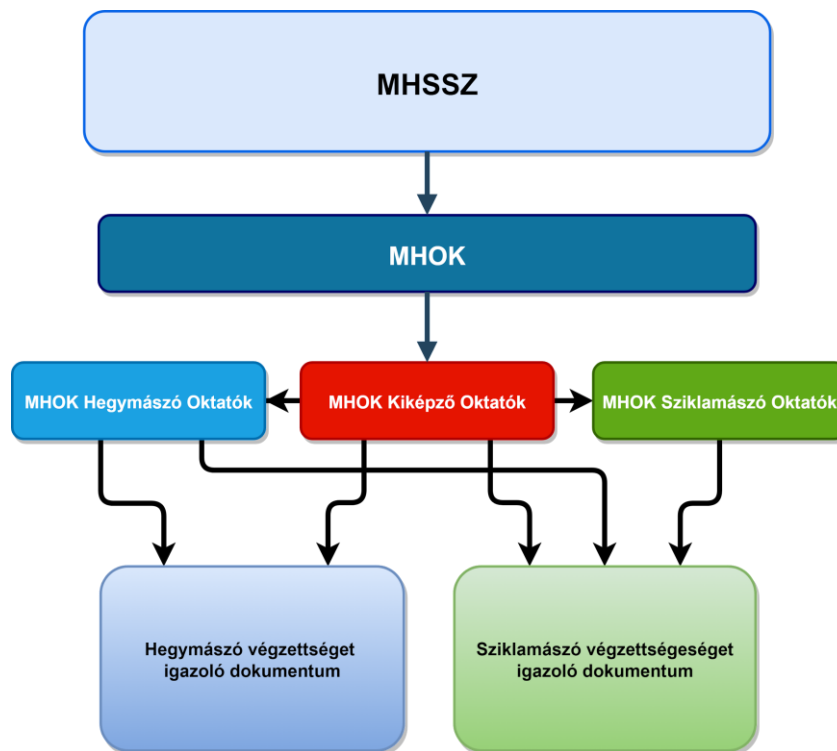 MHSSZ
MHOK
MHOK Hegymászó Oktatók
MHOK Kiképző Oktatók
MHOK Sziklamászó Oktatók
Hegymászó végzettséget
igazoló dokumentum
Sziklamászó végzettségeséget
igazoló dokumentum